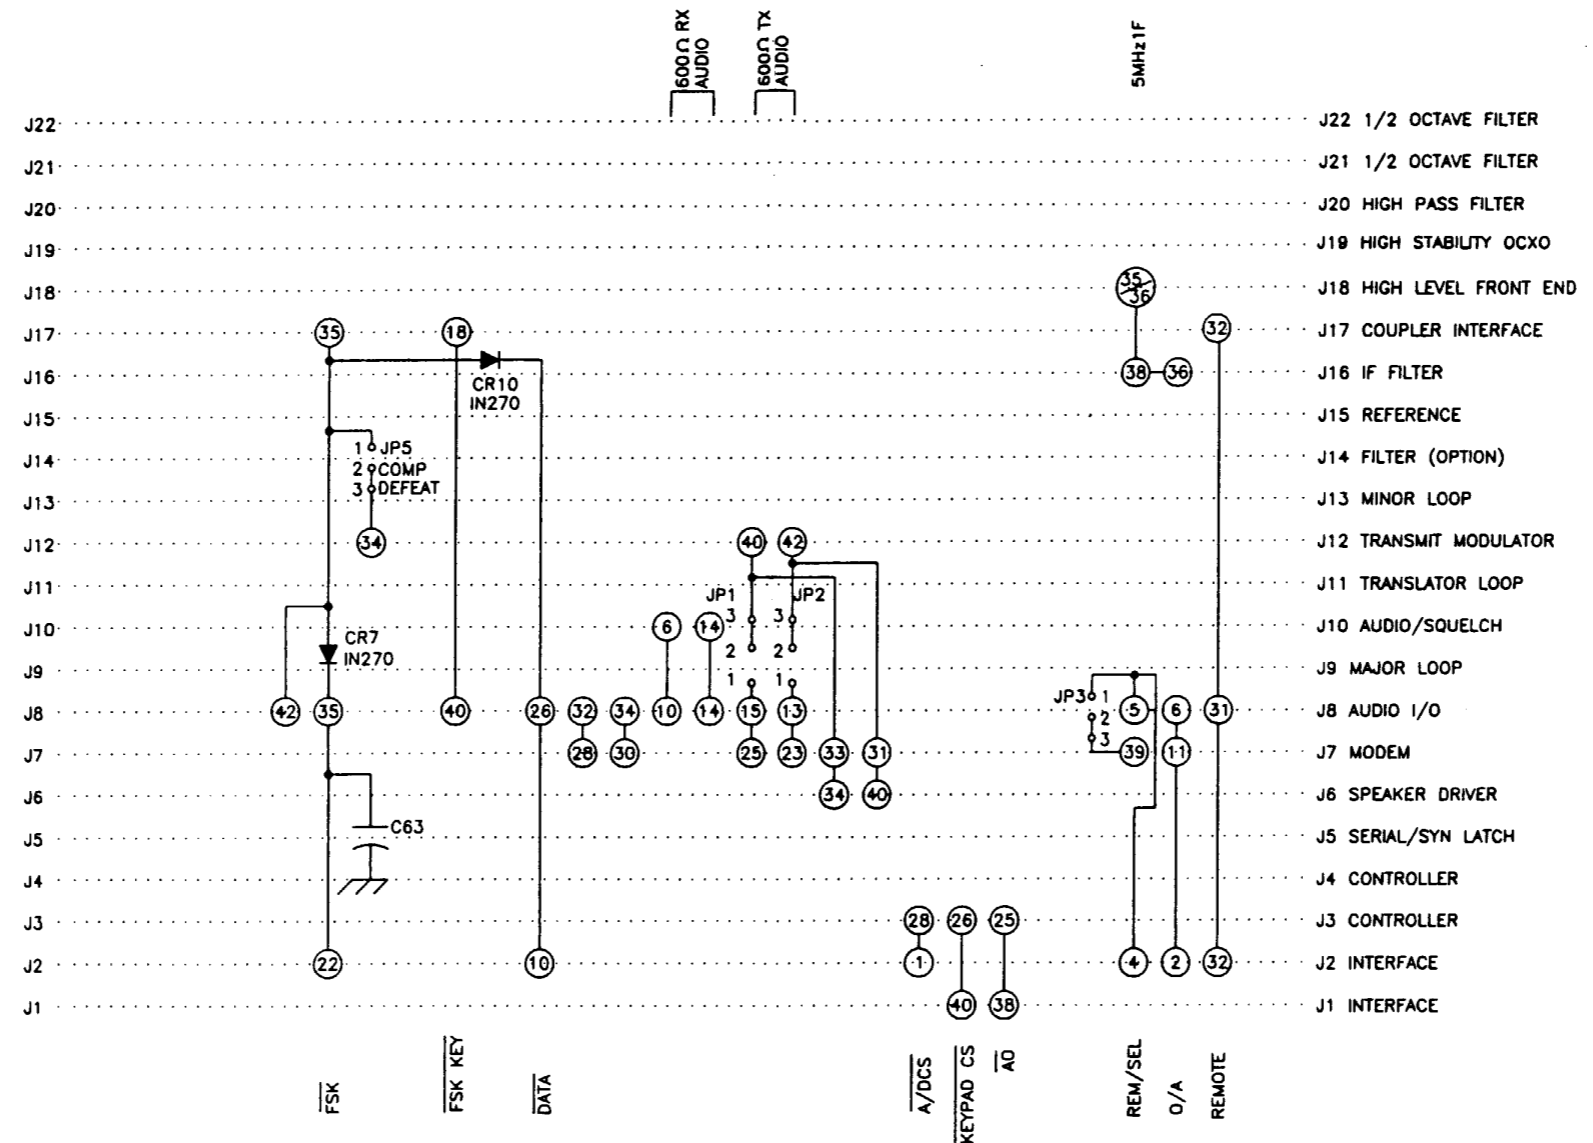 600Ω RX
AUDIO
600Ω TX
AUDIO
5MHz1F
J22 J22 1/2 OCTAVE FILTER
J21 J21 1/2 OCTAVE FILTER
J20 J20 HIGH PASS FILTER
J19 J19 HIGH STABILITY OCXO
35
36
J18 J18 HIGH LEVEL FRONT END
J17 35 18 32 J17 COUPLER INTERFACE
CR10
IN270
J16 38 36 J16 IF FILTER
J15 J15 REFERENCE
1 JP5
2 COMP
3 DEFEAT
J14 J14 FILTER (OPTION)
J13 J13 MINOR LOOP
J12 34 40 42 J12 TRANSMIT MODULATOR
J11 J11 TRANSLATOR LOOP
JP1 JP2
3 3
2 2
1 1
J10 6 14 J10 AUDIO/SQUELCH
CR7
IN270
J9 J9 MAJOR LOOP
JP3 1
2
3
J8 42 35 40 26 32 34 10 14 15 13 5 6 31 J8 AUDIO I/O
J7 28 30 25 23 33 31 39 11 J7 MODEM
J6 34 40 J6 SPEAKER DRIVER
C63
J5 J5 SERIAL/SYN LATCH
J4 J4 CONTROLLER
J3 28 26 25 J3 CONTROLLER
J2 22 10 1 4 2 32 J2 INTERFACE
J1 40 38 J1 INTERFACE
FSK
FSK KEY
DATA
A/DCS
KEYPAD CS
AO
REM/SEL
O/A
REMOTE